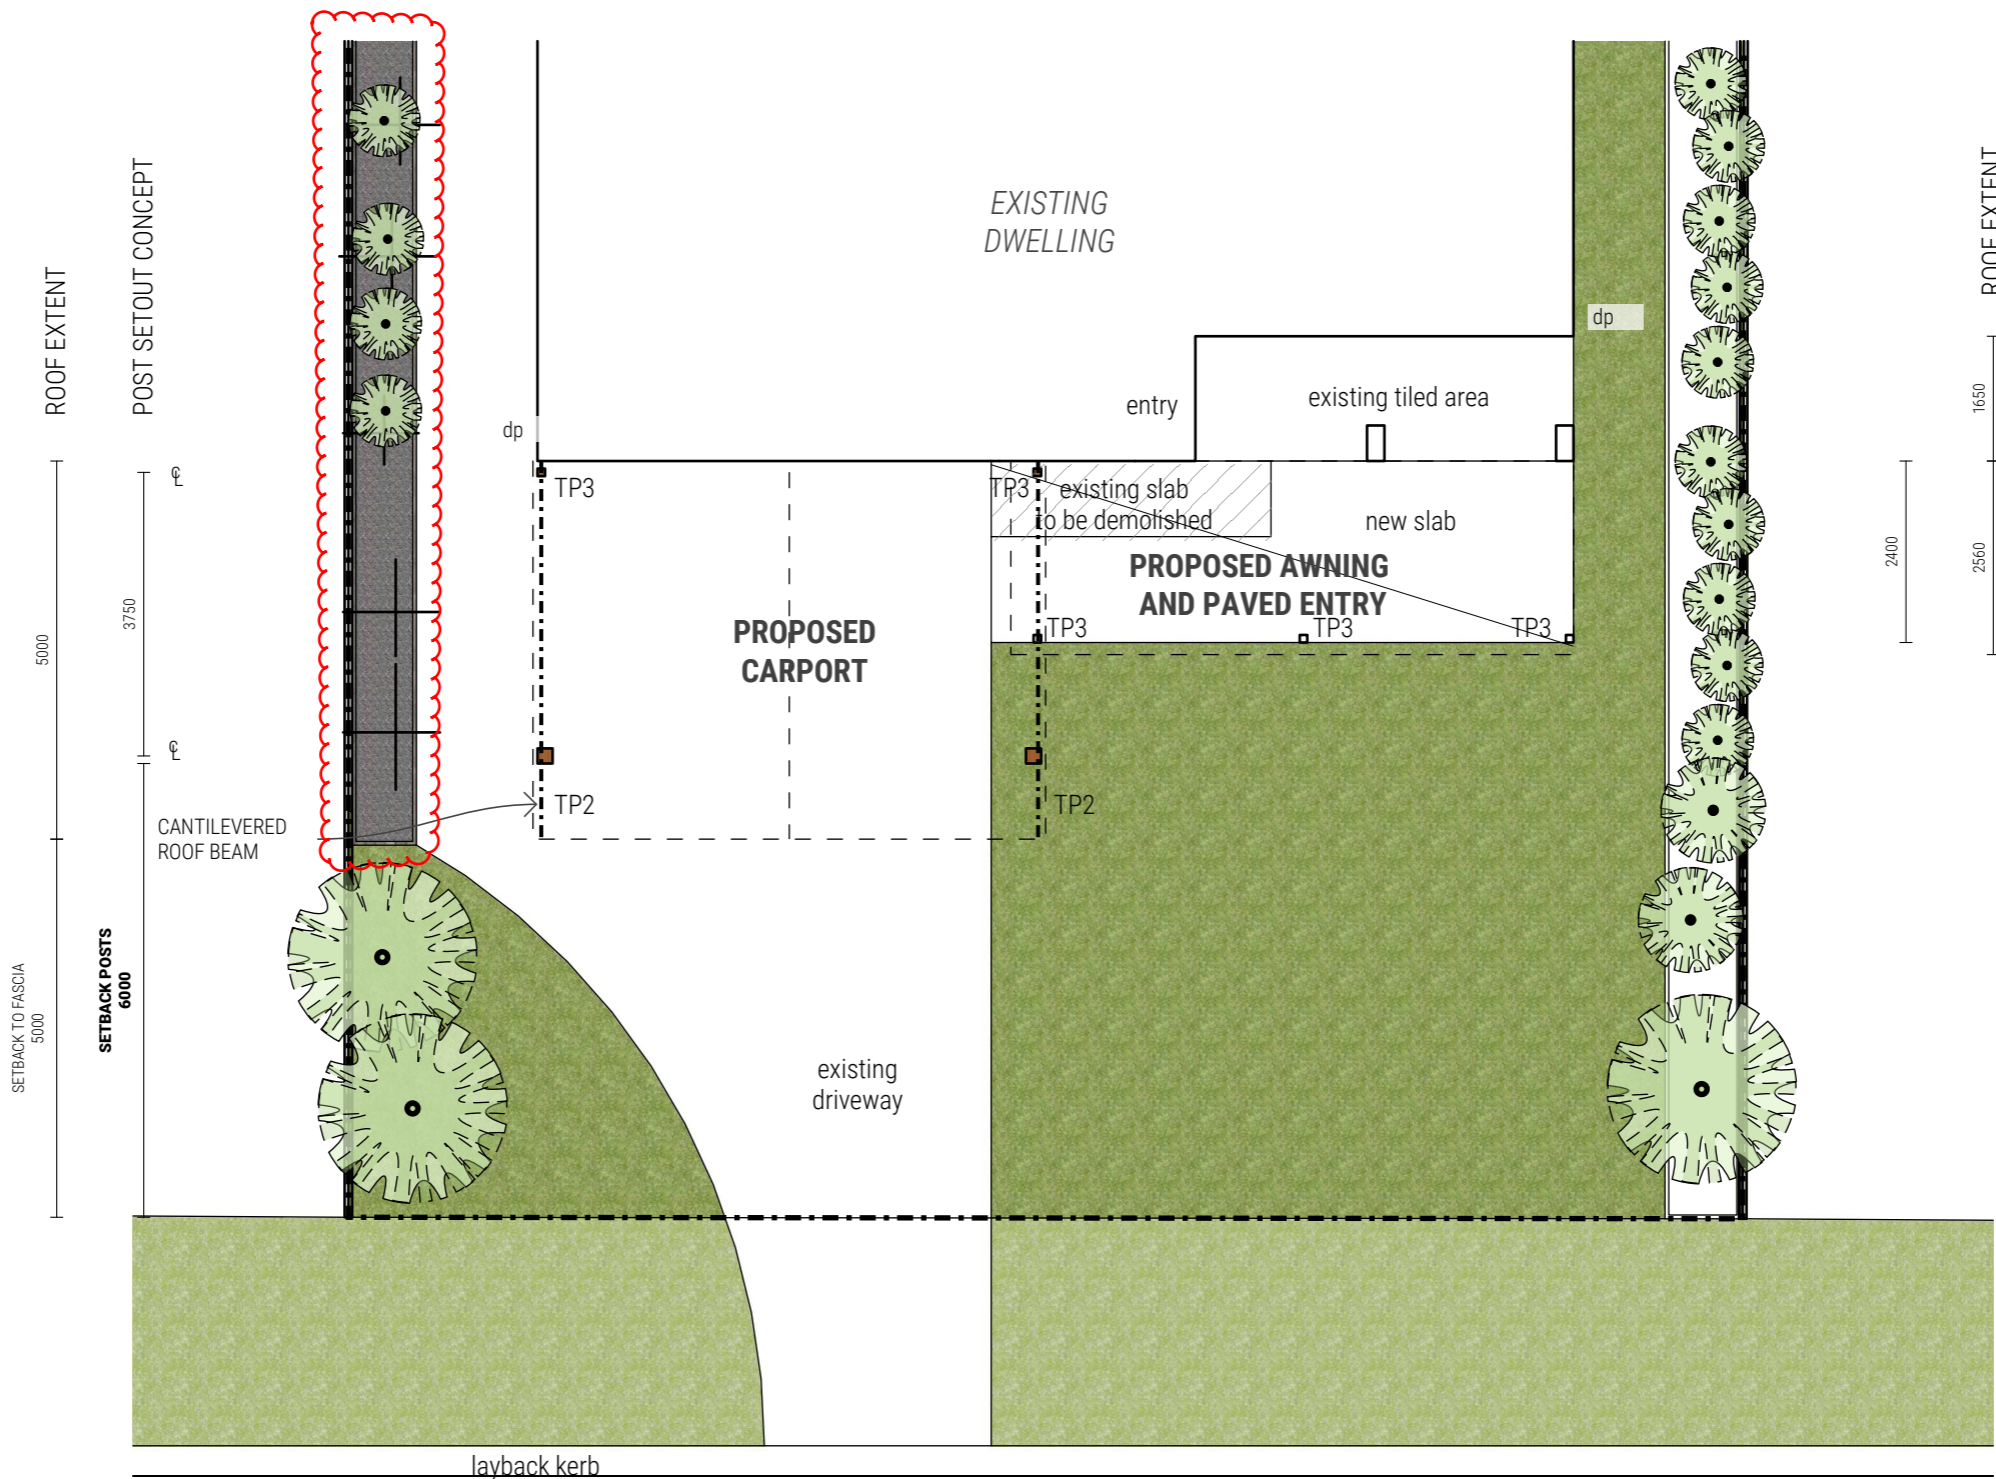 ROOF EXTENT
POST SETOUT CONCEPT
EXISTING
DWELLING
ROOF EXTENT
dp
1650
entry
existing tiled area
dp
℄
TP3
TP3
existing slab
to be demolished
new slab
2400
2560
PROPOSED AWNING
AND PAVED ENTRY
3750
5000
PROPOSED
CARPORT
TP3
TP3
TP3
℄
TP2
TP2
CANTILEVERED
ROOF BEAM
SETBACK POSTS
6000
SETBACK TO FASCIA
5000
existing
driveway
layback kerb